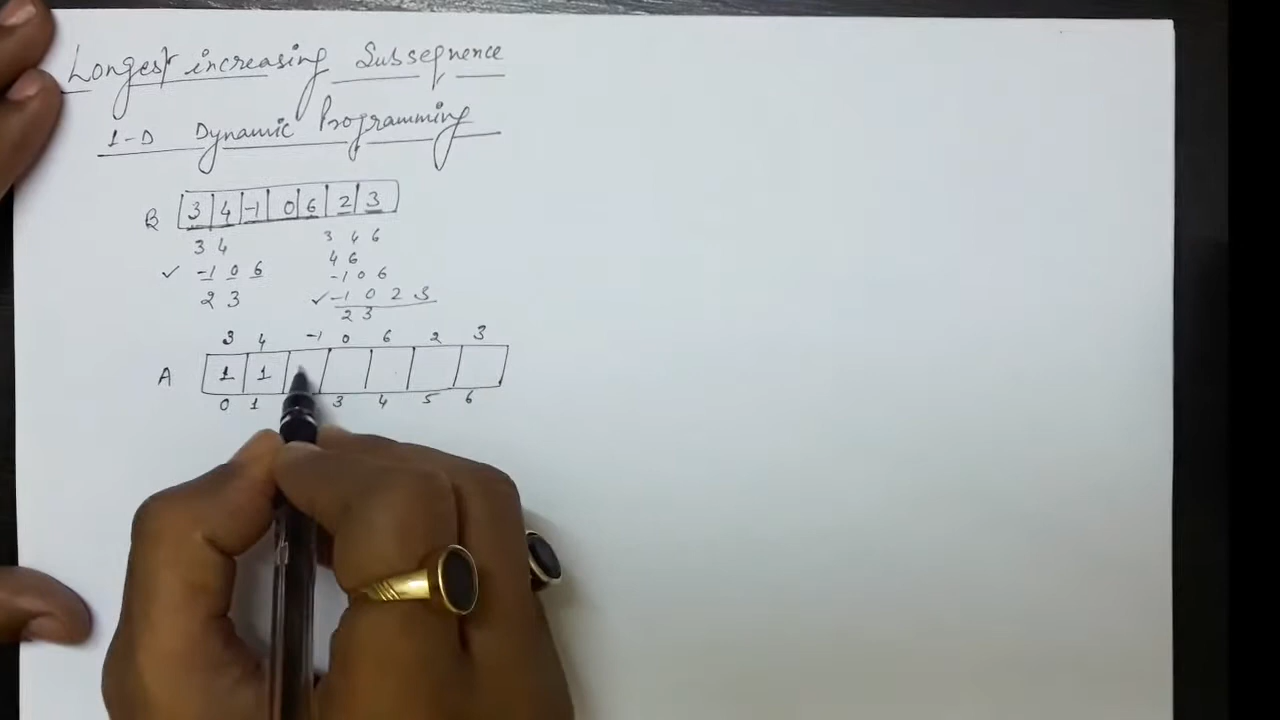 Longest increasing Subsequence
1-D Dynamic Programming
B 3 4 -1 0 6 2 3
3 4 3 4 6
4 6
✓ -1 0 6 -1 0 6
2 3 ✓ -1 0 2 3
2 3
3 4 -1 0 6 2 3
A 1 1
0 1 3 4 5 6